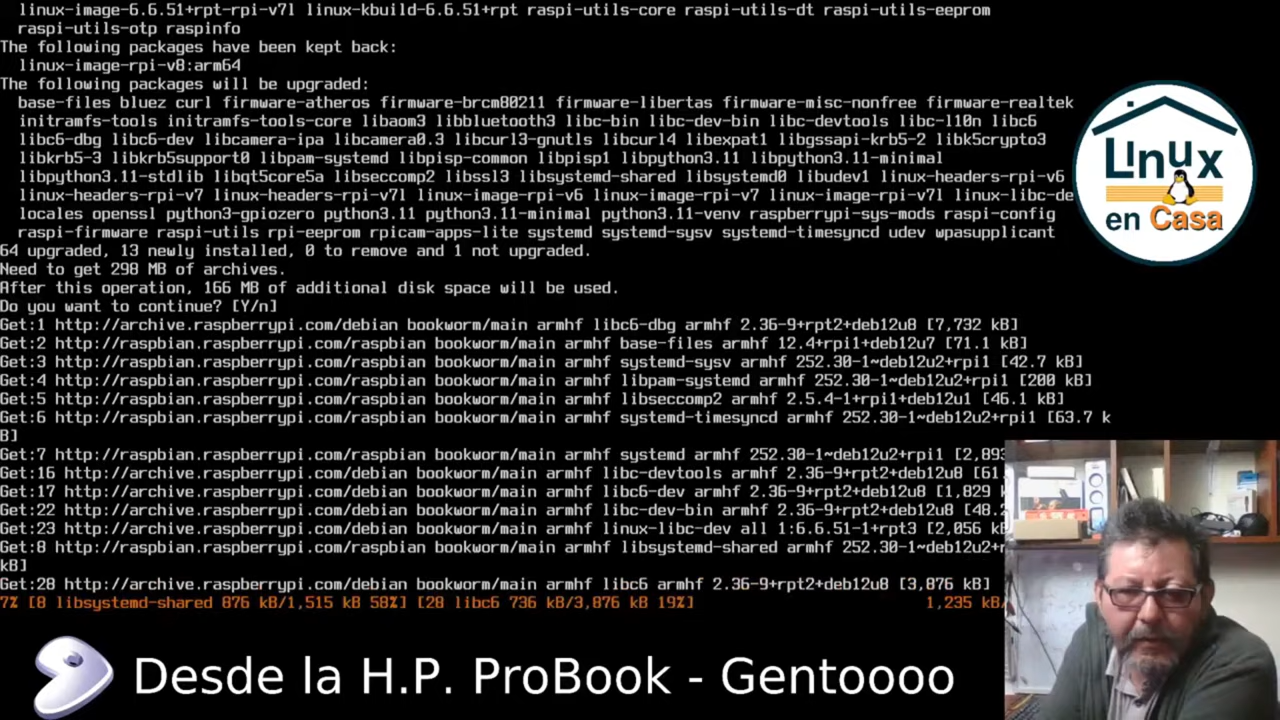 linux-image-6.6.51+rpt-rpi-v7l linux-kbuild-6.6.51+rpt raspi-utils-core raspi-utils-dt raspi-utils-eeprom
raspi-utils-otp raspinfo
The following packages have been kept back:
linux-image-rpi-v8:arm64
The following packages will be upgraded:
base-files bluez curl firmware-atheros firmware-brcm80211 firmware-libertas firmware-misc-nonfree firmware-realtek
initramfs-tools initramfs-tools-core libaom3 libbluetooth3 libc-bin libc-dev-bin libc-devtools libc-l10n libc6
libc6-dbg libc6-dev libcamera-ipa libcamera0.3 libcurl3-gnutls libcurl4 libexpat1 libgssapi-krb5-2 libk5crypto3
libkrb5-3 libkrb5support0 libpam-systemd libpisp-common libpisp1 libpython3.11 libpython3.11-minimal
libpython3.11-stdlib libqt5core5a libseccomp2 libssl3 libsystemd-shared libsystemd0 libudev1 linux-headers-rpi-v6
linux-headers-rpi-v7 linux-headers-rpi-v7l linux-image-rpi-v6 linux-image-rpi-v7 linux-image-rpi-v7l linux-libc-de
locales openssl python3-gpiozero python3.11 python3.11-minimal python3.11-venv raspberrypi-sys-mods raspi-config
raspi-firmware raspi-utils rpi-eeprom rpicam-apps-lite systemd systemd-sysv systemd-timesyncd udev wpasupplicant
64 upgraded, 13 newly installed, 0 to remove and 1 not upgraded.
Need to get 298 MB of archives.
After this operation, 166 MB of additional disk space will be used.
Do you want to continue? [Y/n]
Get:1 http://archive.raspberrypi.com/debian bookworm/main armhf libc6-dbg armhf 2.36-9+rpt2+deb12u8 [7,732 kB]
Get:2 http://raspbian.raspberrypi.com/raspbian bookworm/main armhf base-files armhf 12.4+rpi1+deb12u7 [71.1 kB]
Get:3 http://raspbian.raspberrypi.com/raspbian bookworm/main armhf systemd-sysv armhf 252.30-1~deb12u2+rpi1 [42.7 kB]
Get:4 http://raspbian.raspberrypi.com/raspbian bookworm/main armhf libpam-systemd armhf 252.30-1~deb12u2+rpi1 [200 kB]
Get:5 http://raspbian.raspberrypi.com/raspbian bookworm/main armhf libseccomp2 armhf 2.5.4-1+rpi1+deb12u1 [46.1 kB]
Get:6 http://raspbian.raspberrypi.com/raspbian bookworm/main armhf systemd-timesyncd armhf 252.30-1~deb12u2+rpi1 [63.7 k
B]
Get:7 http://raspbian.raspberrypi.com/raspbian bookworm/main armhf systemd armhf 252.30-1~deb12u2+rpi1 [2,893
Get:16 http://archive.raspberrypi.com/debian bookworm/main armhf libc-devtools armhf 2.36-9+rpt2+deb12u8 [61
Get:17 http://archive.raspberrypi.com/debian bookworm/main armhf libc6-dev armhf 2.36-9+rpt2+deb12u8 [1,829 k
Get:22 http://archive.raspberrypi.com/debian bookworm/main armhf libc-dev-bin armhf 2.36-9+rpt2+deb12u8 [48.2
Get:23 http://archive.raspberrypi.com/debian bookworm/main armhf linux-libc-dev all 1:6.6.51-1+rpt3 [2,056 kB
Get:8 http://raspbian.raspberrypi.com/raspbian bookworm/main armhf libsystemd-shared armhf 252.30-1~deb12u2+r
kB]
Get:28 http://archive.raspberrypi.com/debian bookworm/main armhf libc6 armhf 2.36-9+rpt2+deb12u8 [3,876 kB]
7% [8 libsystemd-shared 876 kB/1,515 kB 58%] [28 libc6 736 kB/3,876 kB 19%] 1,235 kB/
Linux
en Casa
Desde la H.P. ProBook - Gentoooo